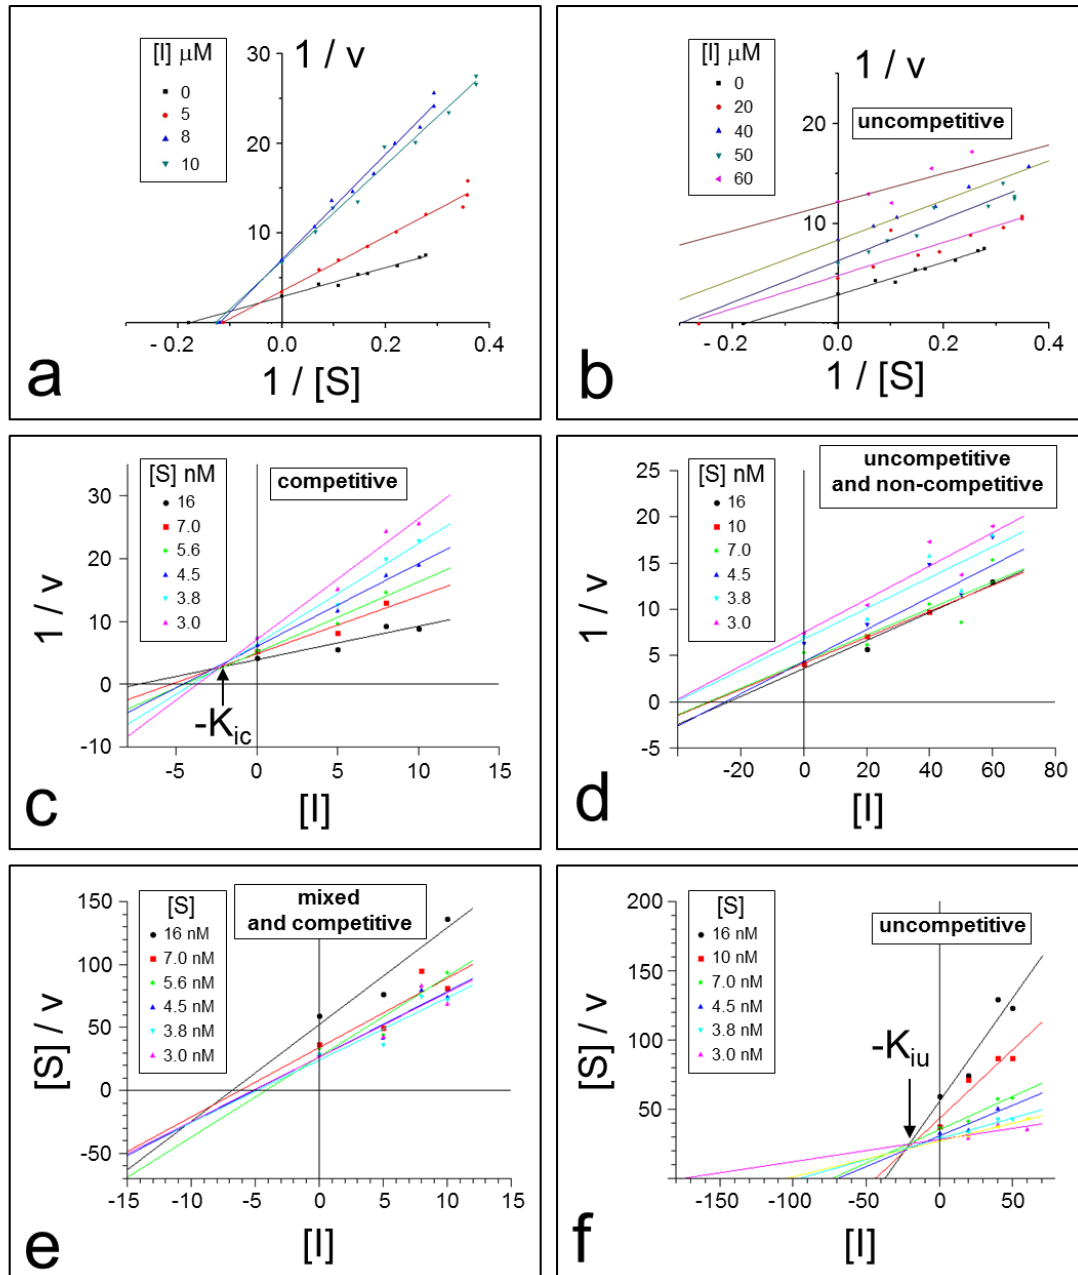 [I] μM
0
5
8
10
1 / v
30
20
10
- 0.2
0.0
0.2
0.4
1 / [S]
a
[I] μM
0
20
40
50
60
1 / v
uncompetitive
20
10
- 0.2
0.0
0.2
0.4
1 / [S]
b
[S] nM
16
7.0
5.6
4.5
3.8
3.0
competitive
30
20
10
0
-10
1 / v
-Kic
-5
0
5
10
15
[I]
c
[S] nM
16
10
7.0
4.5
3.8
3.0
uncompetitive
and non-competitive
25
20
15
10
5
0
-5
1 / v
-20
0
20
40
60
80
[I]
d
[S]
16 nM
7.0 nM
5.6 nM
4.5 nM
3.8 nM
3.0 nM
mixed
and competitive
150
100
50
0
-50
[S] / v
-15
-10
-5
0
5
10
15
[I]
e
[S]
16 nM
10 nM
7.0 nM
4.5 nM
3.8 nM
3.0 nM
uncompetitive
200
150
100
50
[S] / v
-Kiu
-150
-100
-50
0
50
[I]
f